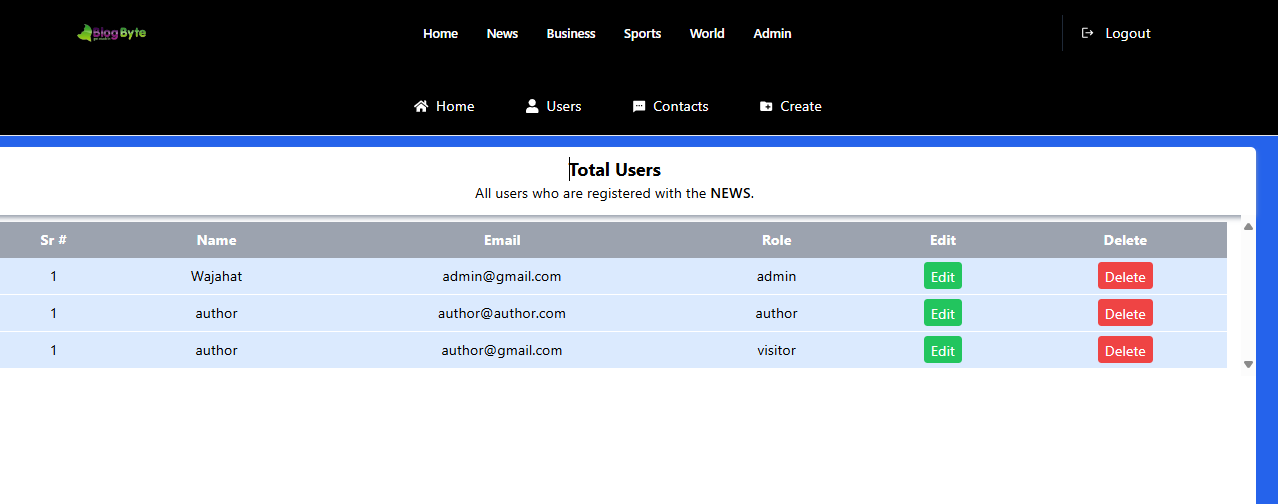 BlogByte
Home News Business Sports World Admin
Logout
Home Users Contacts Create
Total Users
All users who are registered with the NEWS.
Sr # Name Email Role Edit Delete
1 Wajahat admin@gmail.com admin Edit Delete
1 author author@author.com author Edit Delete
1 author author@gmail.com visitor Edit Delete